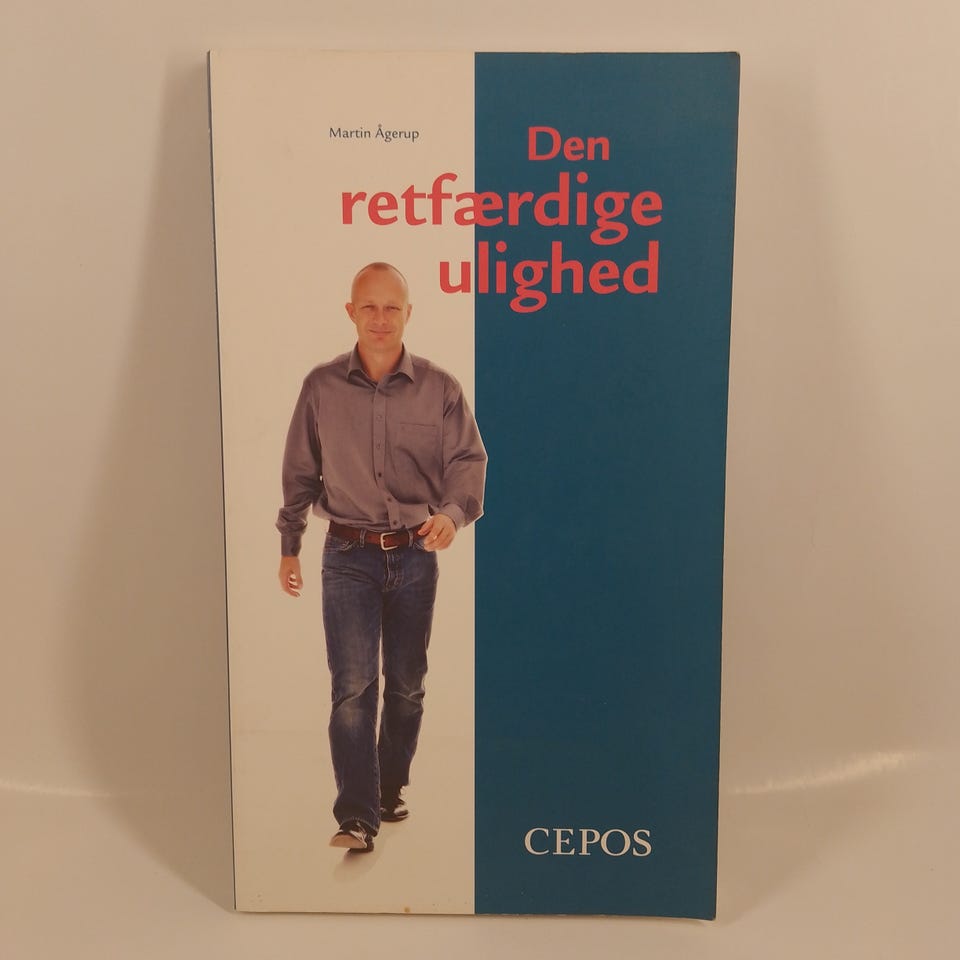 Martin Ågerup
Den
retfærdige
ulighed
CEPOS